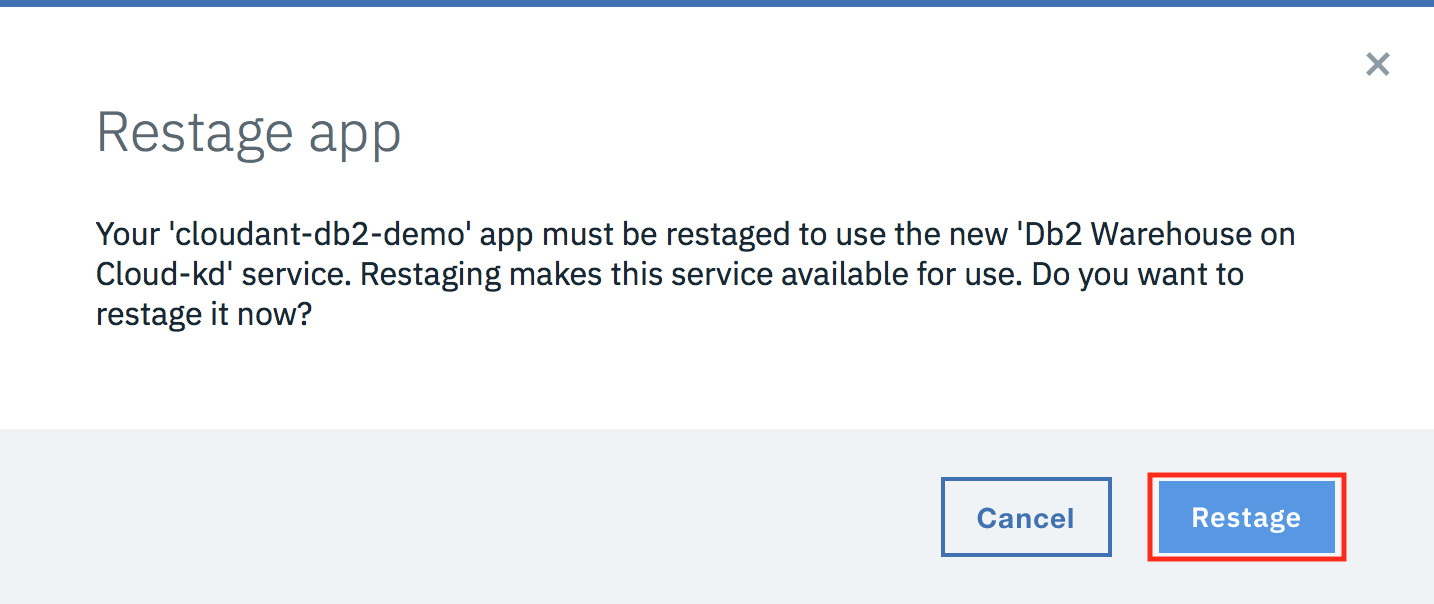 Restage app
Your 'cloudant-db2-demo' app must be restaged to use the new 'Db2 Warehouse on
Cloud-kd' service. Restaging makes this service available for use. Do you want to
restage it now?
Cancel
Restage